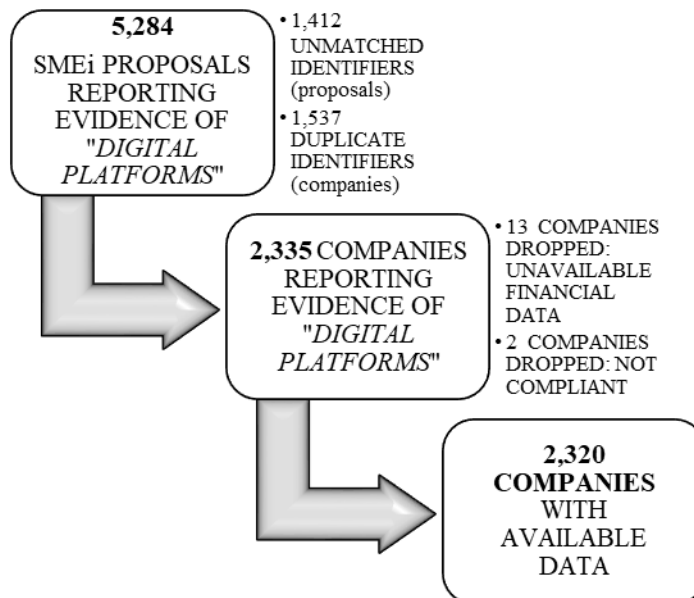 5,284
SMEi PROPOSALS
REPORTING
EVIDENCE OF
"DIGITAL
PLATFORMS"
• 1,412
UNMATCHED
IDENTIFIERS
(proposals)
• 1,537
DUPLICATE
IDENTIFIERS
(companies)
2,335 COMPANIES
REPORTING
EVIDENCE OF
"DIGITAL
PLATFORMS"
• 13 COMPANIES
DROPPED:
UNAVAILABLE
FINANCIAL
DATA
• 2 COMPANIES
DROPPED: NOT
COMPLIANT
2,320
COMPANIES
WITH
AVAILABLE
DATA